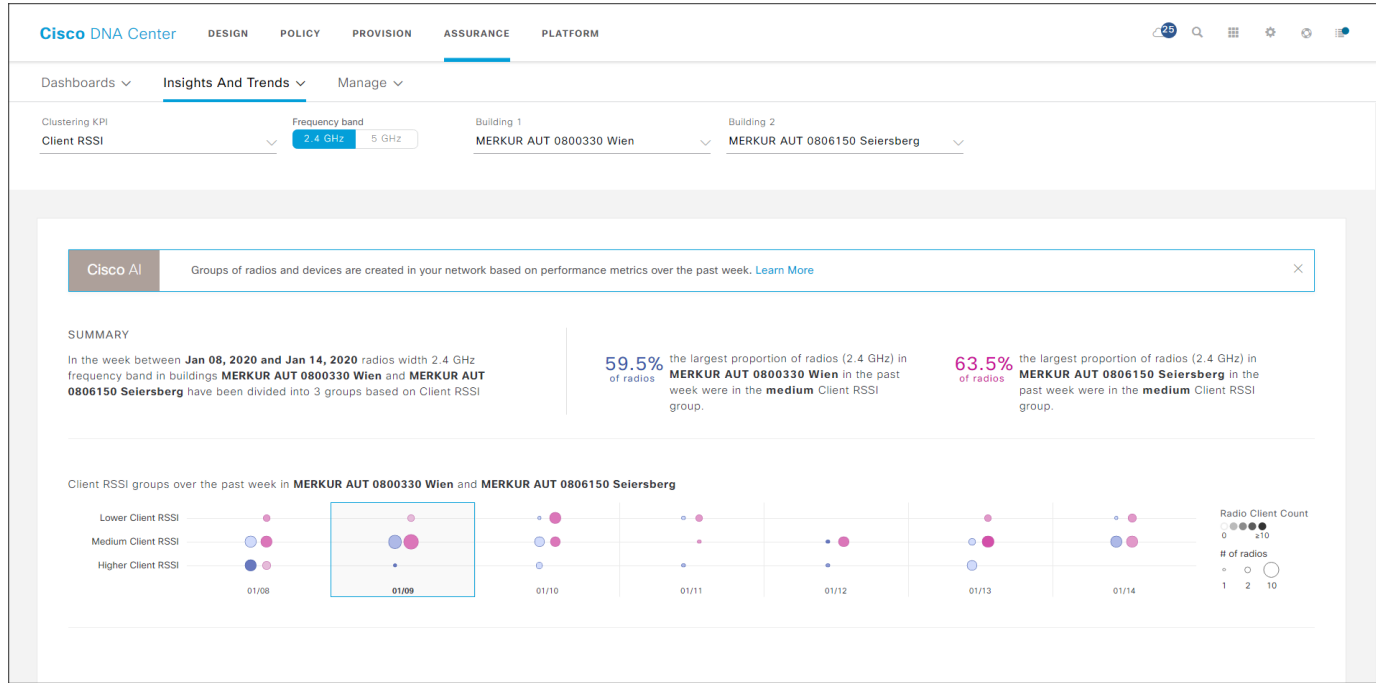 Cisco DNA Center DESIGN POLICY PROVISION ASSURANCE PLATFORM 25
Dashboards Insights And Trends Manage
Clustering KPI Frequency band Building 1 Building 2
Client RSSI 2.4 GHz 5 GHz MERKUR AUT 0800330 Wien MERKUR AUT 0806150 Seiersberg
Cisco AI Groups of radios and devices are created in your network based on performance metrics over the past week. Learn More
SUMMARY
In the week between Jan 08, 2020 and Jan 14, 2020 radios width 2.4 GHz
frequency band in buildings MERKUR AUT 0800330 Wien and MERKUR AUT
0806150 Seiersberg have been divided into 3 groups based on Client RSSI
59.5%
of radios
the largest proportion of radios (2.4 GHz) in
MERKUR AUT 0800330 Wien in the past
week were in the medium Client RSSI
group.
63.5%
of radios
the largest proportion of radios (2.4 GHz) in
MERKUR AUT 0806150 Seiersberg in the
past week were in the medium Client RSSI
group.
Client RSSI groups over the past week in MERKUR AUT 0800330 Wien and MERKUR AUT 0806150 Seiersberg
Lower Client RSSI
Medium Client RSSI
Higher Client RSSI
01/08 01/09 01/10 01/11 01/12 01/13 01/14
Radio Client Count
0 ≥10
# of radios
1 2 10